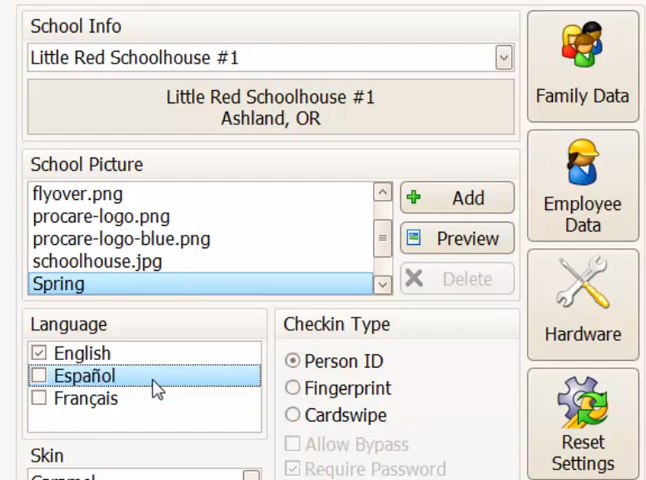 School Info
Little Red Schoolhouse #1
Little Red Schoolhouse #1
Ashland, OR
School Picture
flyover.png
procare-logo.png
procare-logo-blue.png
schoolhouse.jpg
Spring
Add
Preview
Delete
Language
English
Español
Français
Skin
Caramel
Checkin Type
Person ID
Fingerprint
Cardswipe
Allow Bypass
Require Password
Family Data
Employee
Data
Hardware
Reset
Settings